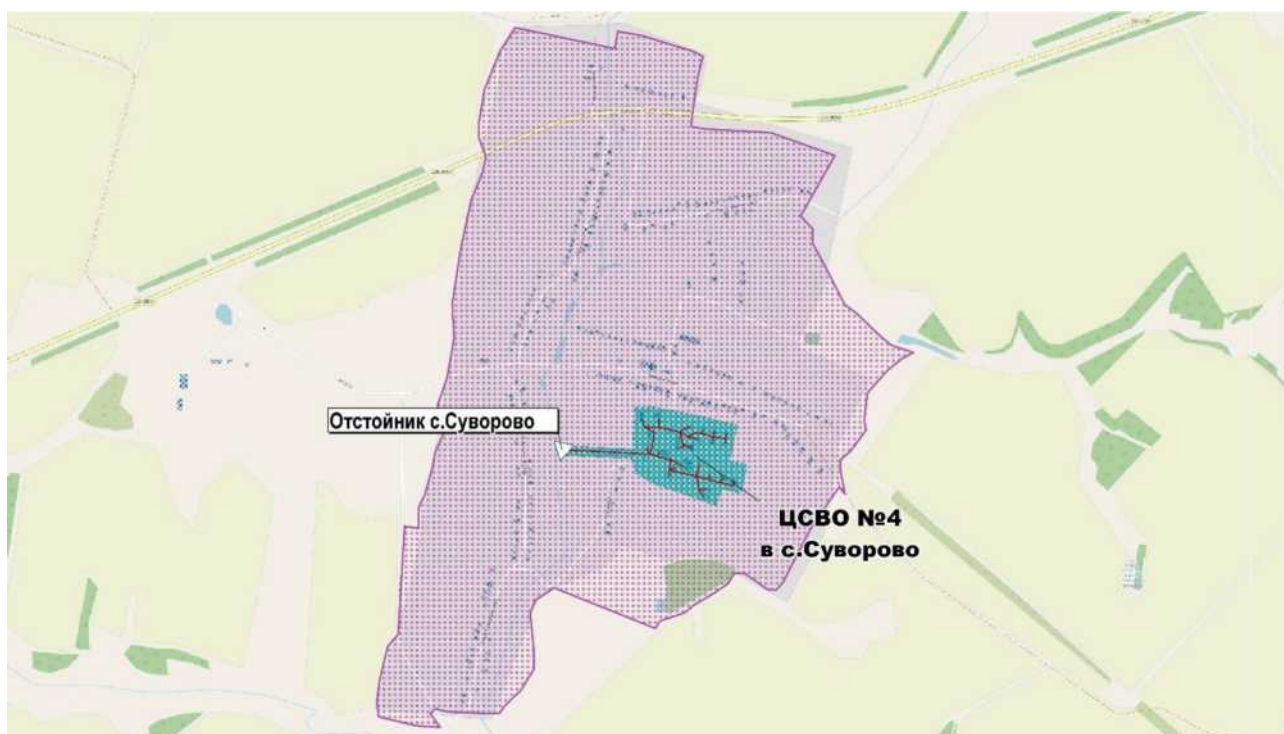 Отстойник с.Суворово
ЦСВО №4
в с.Суворово